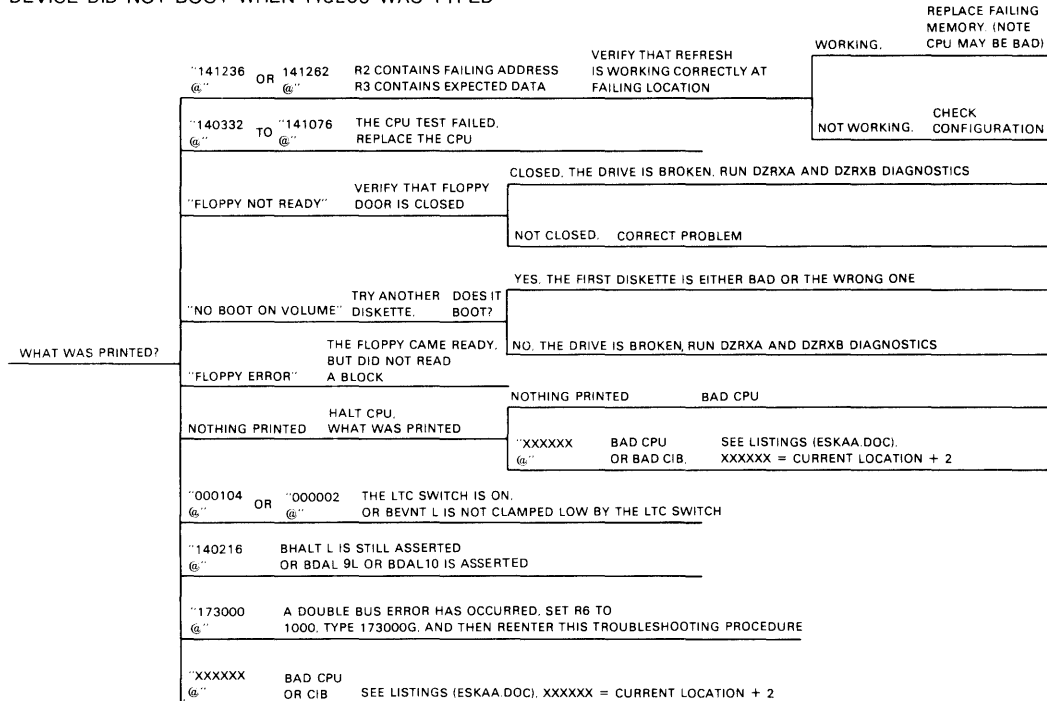 REPLACE FAILING
MEMORY. (NOTE
WORKING. CPU MAY BE BAD)
"141236 OR 141262 R2 CONTAINS FAILING ADDRESS VERIFY THAT REFRESH
@" @" R3 CONTAINS EXPECTED DATA IS WORKING CORRECTLY AT
FAILING LOCATION
CHECK
NOT WORKING. CONFIGURATION
"140332 TO "141076 THE CPU TEST FAILED,
@" @" REPLACE THE CPU
"FLOPPY NOT READY" VERIFY THAT FLOPPY
DOOR IS CLOSED
CLOSED. THE DRIVE IS BROKEN. RUN DZRXA AND DZRXB DIAGNOSTICS
NOT CLOSED. CORRECT PROBLEM
"NO BOOT ON VOLUME" TRY ANOTHER DOES IT
DISKETTE. BOOT?
YES. THE FIRST DISKETTE IS EITHER BAD OR THE WRONG ONE
NO. THE DRIVE IS BROKEN, RUN DZRXA AND DZRXB DIAGNOSTICS
WHAT WAS PRINTED?
THE FLOPPY CAME READY,
BUT DID NOT READ
"FLOPPY ERROR" A BLOCK
HALT CPU,
NOTHING PRINTED WHAT WAS PRINTED
NOTHING PRINTED BAD CPU
"XXXXXX BAD CPU SEE LISTINGS (ESKAA.DOC).
@" OR BAD CIB, XXXXXX = CURRENT LOCATION + 2
"000104 OR "000002 THE LTC SWITCH IS ON,
@" @" OR BEVNT L IS NOT CLAMPED LOW BY THE LTC SWITCH
"140216 BHALT L IS STILL ASSERTED
@" OR BDAL 9L OR BDAL10 IS ASSERTED
"173000 A DOUBLE BUS ERROR HAS OCCURRED, SET R6 TO
@" 1000, TYPE 173000G, AND THEN REENTER THIS TROUBLESHOOTING PROCEDURE
"XXXXXX BAD CPU
@" OR CIB SEE LISTINGS (ESKAA.DOC), XXXXXX = CURRENT LOCATION + 2